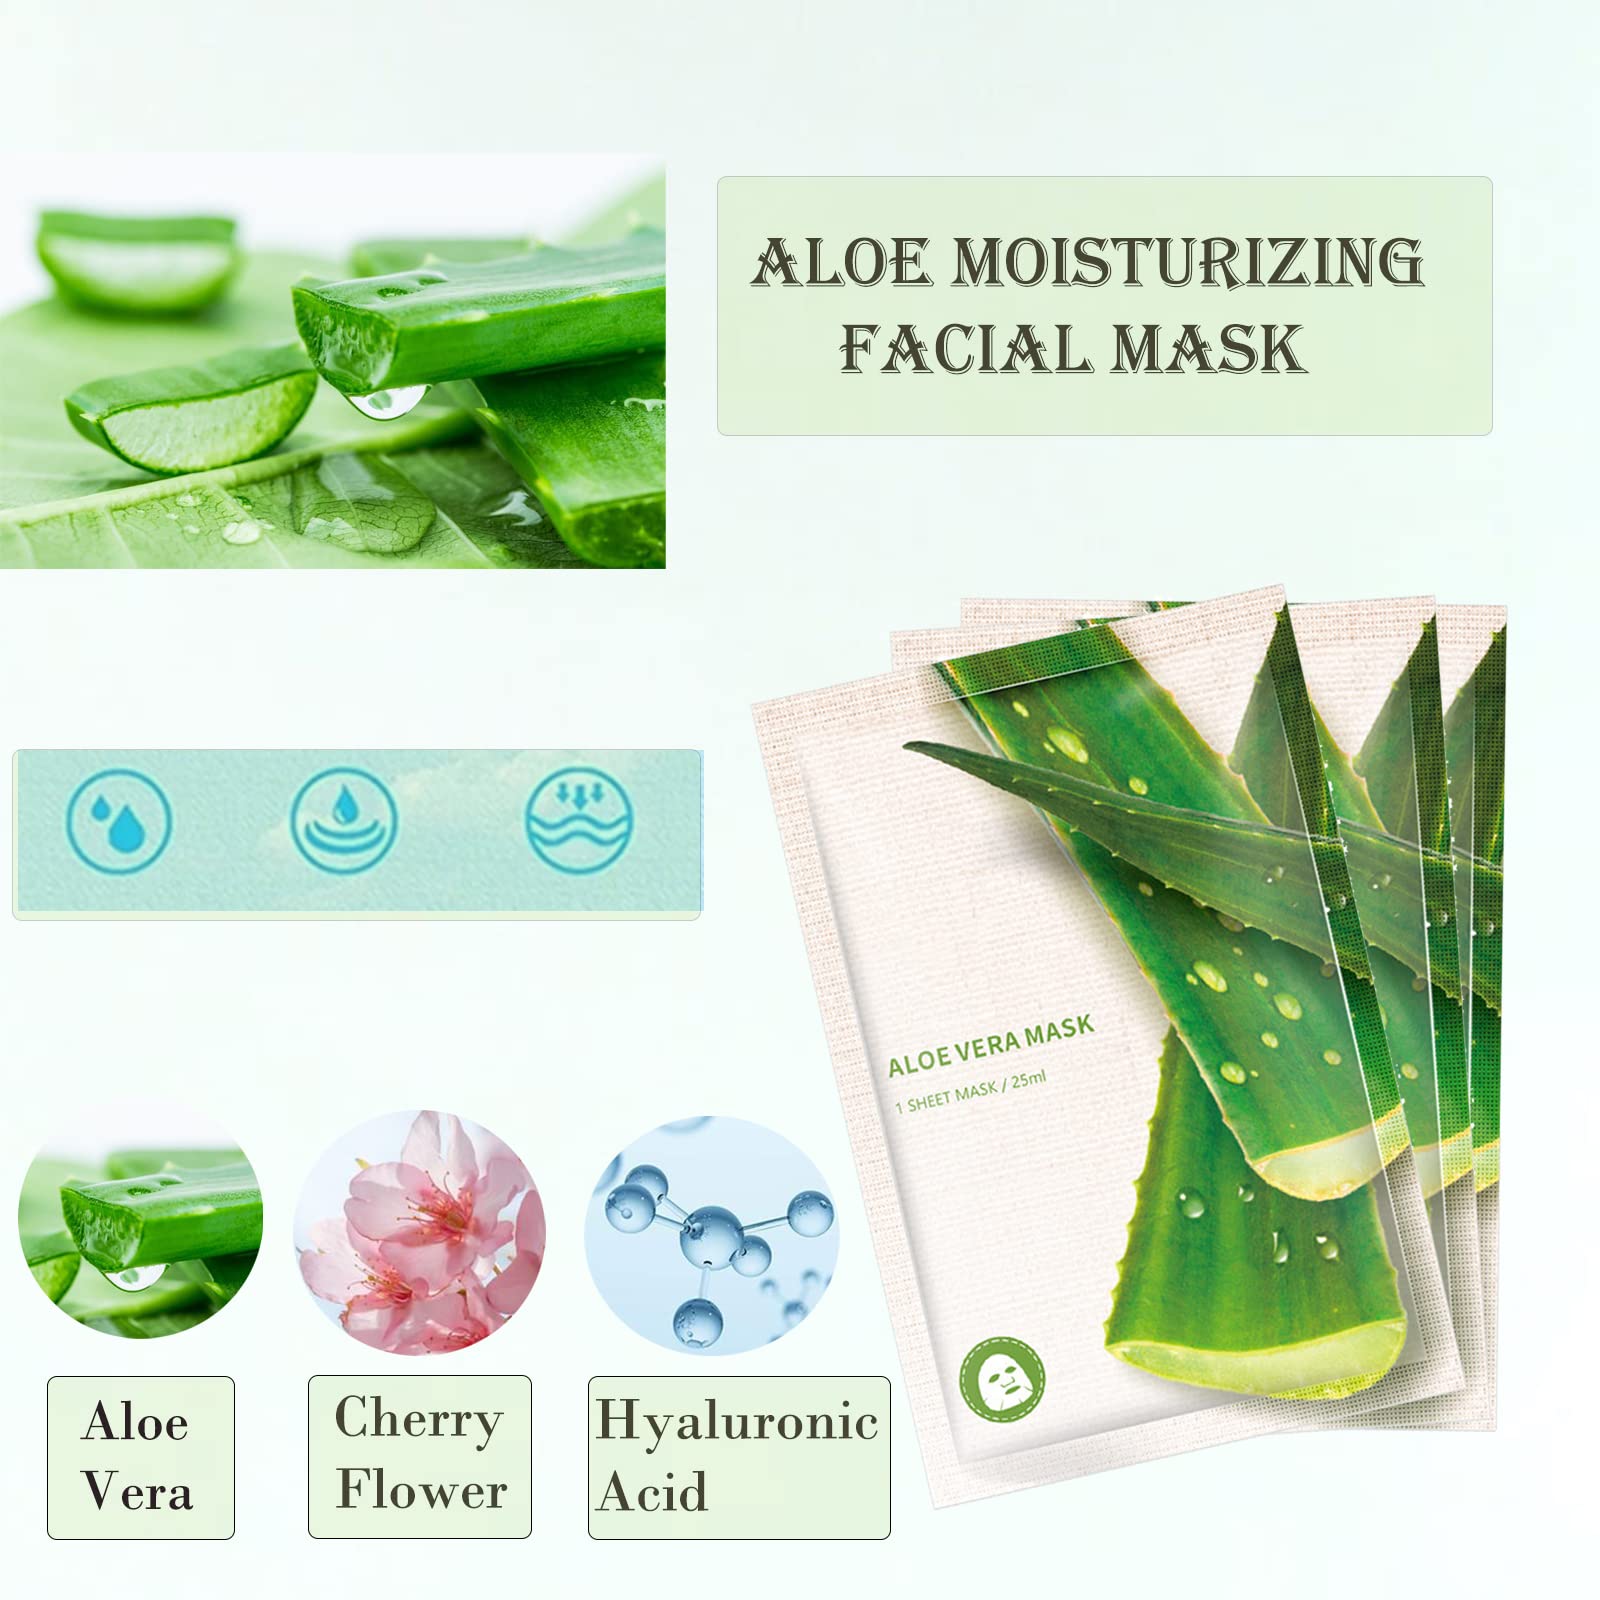 ALOE MOISTURIZING
FACIAL MASK
ALOE VERA MASK
1 SHEET MASK / 25ml
Aloe
Vera
Cherry
Flower
Hyaluronic
Acid